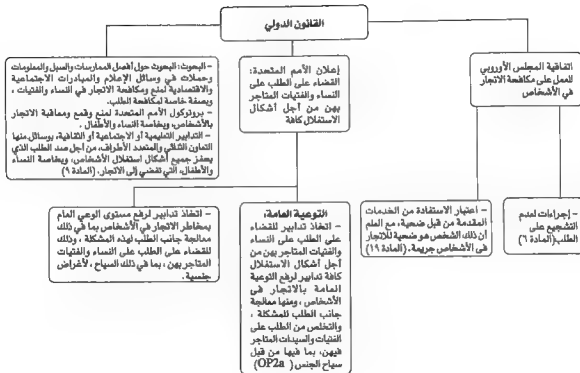 القانون الدولي
اتفاقية المجلس الأوروبي
للعمل على مكافحة الاتجار
في الأشخاص
إعلان الأمم المتحدة:
القضاء على الطلب على
النساء والفتيات المتاجر
بهن من أجل أشكال
الاستغلال كافة
– البحوث: البحوث حول أفضل الممارسات والسبل والمعلومات
وحملات في وسائل الإعلام والمبادرات الاجتماعية
والاقتصادية لمنع ومكافحة الاتجار في النساء والفتيات ،
وبصفة خاصة لمكافحة الطلب.
– بروتوكول الأمم المتحدة لمنع وقمع ومعاقبة الاتجار
بالأشخاص، وبخاصة النساء والأطفال .
– التدابير التعليمية أو الاجتماعية أو الثقافية، بوسائل منها
التعاون الثنائي والمتعدد الأطراف، من أجل صد الطلب الذي
يحفز جميع أشكال استغلال الأشخاص، وبخاصة النساء
والأطفال، التي تفضي إلى الاتجار. (المادة ٩)
– إجراءات لعدم
التشجيع على
الطلب (المادة ٦)
– اعتبار الاستفادة من الخدمات
المقدمة من قبل ضحية، مع العلم
أن ذلك الشخص هو ضحية للاتجار
في الأشخاص جريمة. (المادة ١٩)
التوعية العامة:
– اتخاذ تدابير للقضاء
على الطلب على النساء
والفتيات المتاجر بهن من
أجل أشكال الاستغلال
كافة تدابير لرفع التوعية
العامة بالاتجار في
الأشخاص ، ومنها معالجة
جانب الطلب للمشكلة ،
والتخلص من الطلب على
الفتيات والسيدات المتاجر
فيهن، بما فيها من قبل
سياح الجنس (OP2a)
– اتخاذ تدابير لرفع مستوى الوعي العام
بمخاطر الاتجار في الأشخاص بما في ذلك
معالجة جانب الطلب لهذه المشكلة ، وذلك
للقضاء على الطلب على النساء والفتيات
المتاجر بهن ، بما في ذلك السياح ، لأغراض
جنسية.